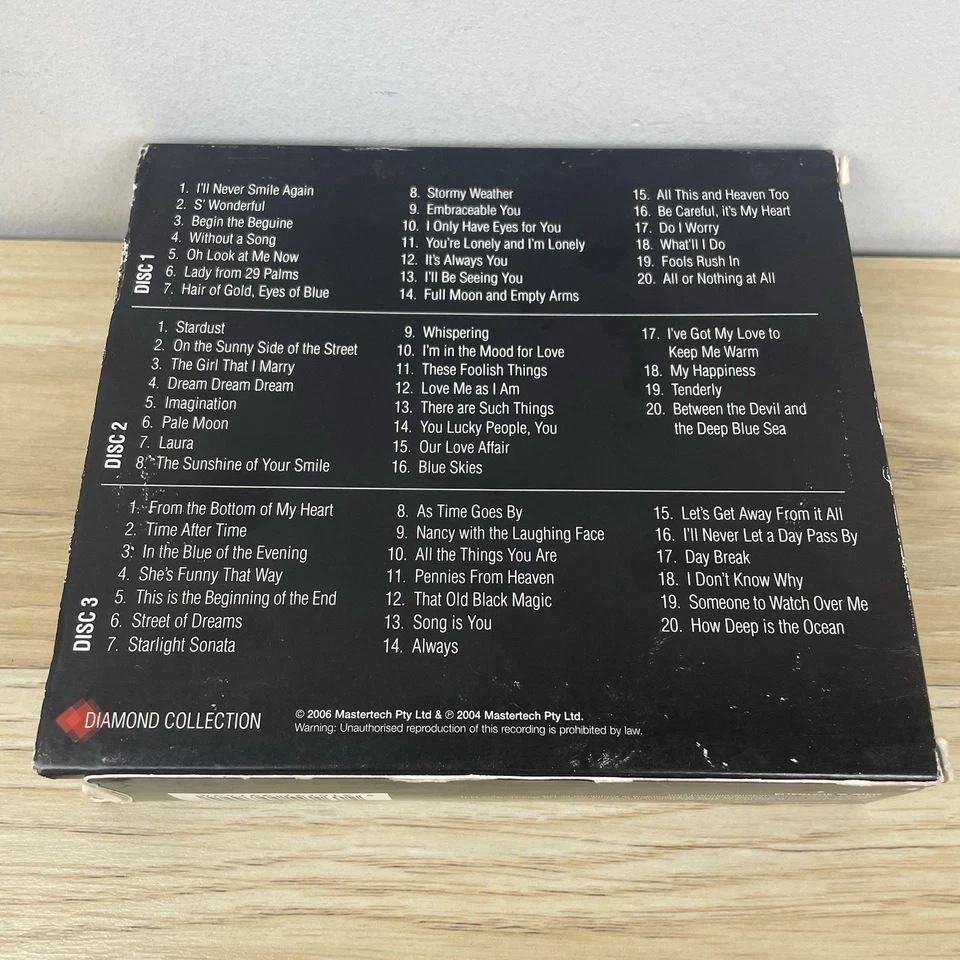 DISC 1
1. I'll Never Smile Again
2. S' Wonderful
3. Begin the Beguine
4. Without a Song
5. Oh Look at Me Now
6. Lady from 29 Palms
7. Hair of Gold, Eyes of Blue
8. Stormy Weather
9. Embraceable You
10. I Only Have Eyes for You
11. You're Lonely and I'm Lonely
12. It's Always You
13. I'll Be Seeing You
14. Full Moon and Empty Arms
15. All This and Heaven Too
16. Be Careful, it's My Heart
17. Do I Worry
18. What'll I Do
19. Fools Rush In
20. All or Nothing at All
DISC 2
1. Stardust
2. On the Sunny Side of the Street
3. The Girl That I Marry
4. Dream Dream Dream
5. Imagination
6. Pale Moon
7. Laura
8. The Sunshine of Your Smile
9. Whispering
10. I'm in the Mood for Love
11. These Foolish Things
12. Love Me as I Am
13. There are Such Things
14. You Lucky People, You
15. Our Love Affair
16. Blue Skies
17. I've Got My Love to
Keep Me Warm
18. My Happiness
19. Tenderly
20. Between the Devil and
the Deep Blue Sea
DISC 3
1. From the Bottom of My Heart
2. Time After Time
3. In the Blue of the Evening
4. She's Funny That Way
5. This is the Beginning of the End
6. Street of Dreams
7. Starlight Sonata
8. As Time Goes By
9. Nancy with the Laughing Face
10. All the Things You Are
11. Pennies From Heaven
12. That Old Black Magic
13. Song is You
14. Always
15. Let's Get Away From it All
16. I'll Never Let a Day Pass By
17. Day Break
18. I Don't Know Why
19. Someone to Watch Over Me
20. How Deep is the Ocean
DIAMOND COLLECTION
© 2006 Mastertech Pty Ltd & ℗ 2004 Mastertech Pty Ltd.
Warning: Unauthorised reproduction of this recording is prohibited by law.